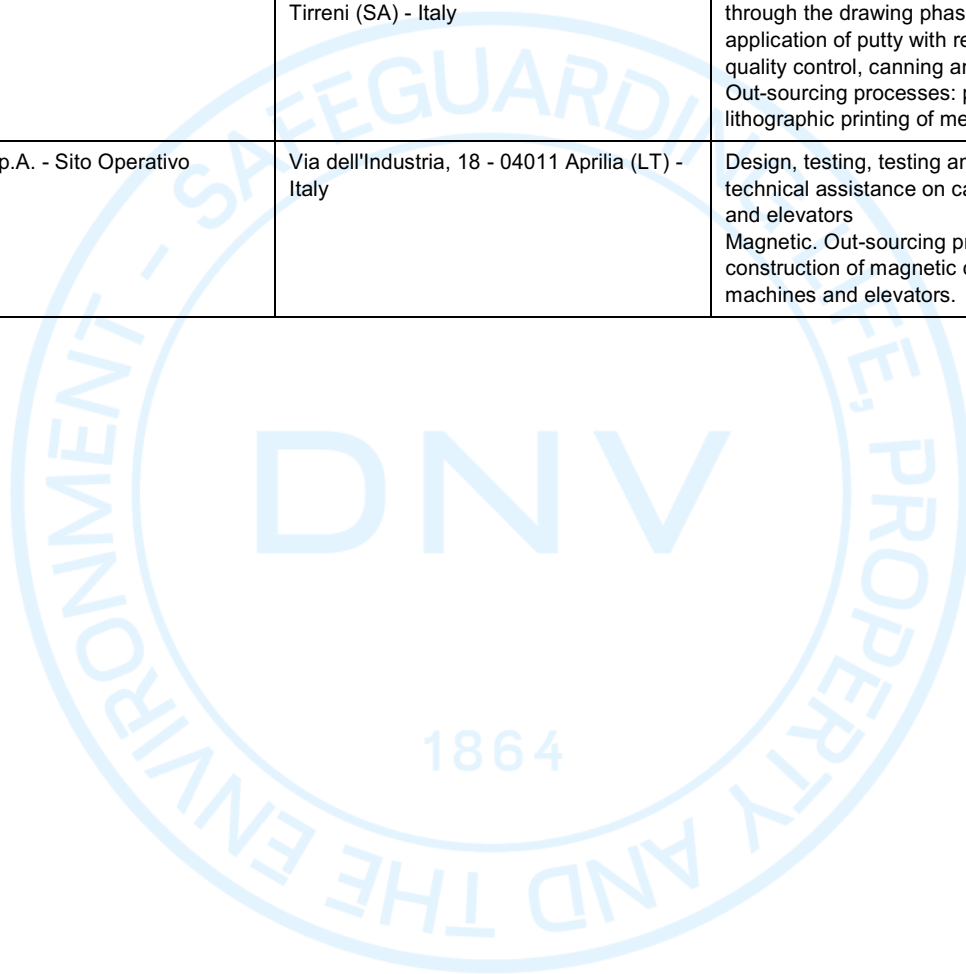 Tirreni (SA) - Italy
through the drawing phas
application of putty with re
quality control, canning a
Out-sourcing processes:
lithographic printing of me
p.A. - Sito Operativo
Via dell'Industria, 18 - 04011 Aprilia (LT) -
Italy
Design, testing, testing a
technical assistance on ca
and elevators
Magnetic. Out-sourcing p
construction of magnetic
machines and elevators.
SAFEGUARDING LIFE, PROPERTY AND THE ENVIRONMENT -
DNV
1864